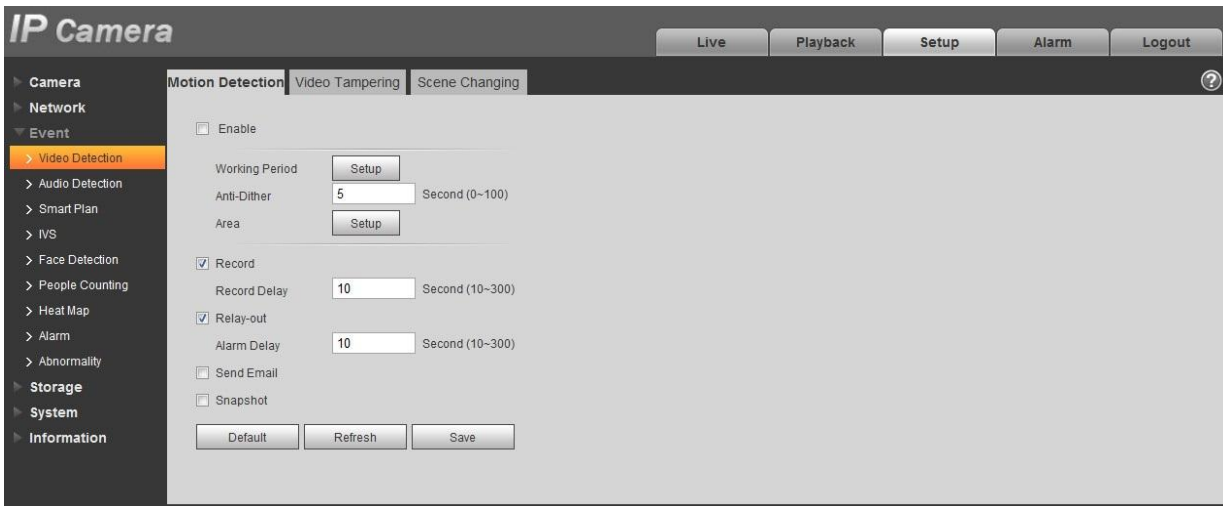 IP Camera
Live Playback Setup Alarm Logout
Camera
Network
Event
Video Detection
Audio Detection
Smart Plan
IVS
Face Detection
People Counting
Heat Map
Alarm
Abnormality
Storage
System
Information
Motion Detection Video Tampering Scene Changing ?
Enable
Working Period Setup
Anti-Dither 5 Second (0~100)
Area Setup
Record
Record Delay 10 Second (10~300)
Relay-out
Alarm Delay 10 Second (10~300)
Send Email
Snapshot
Default Refresh Save